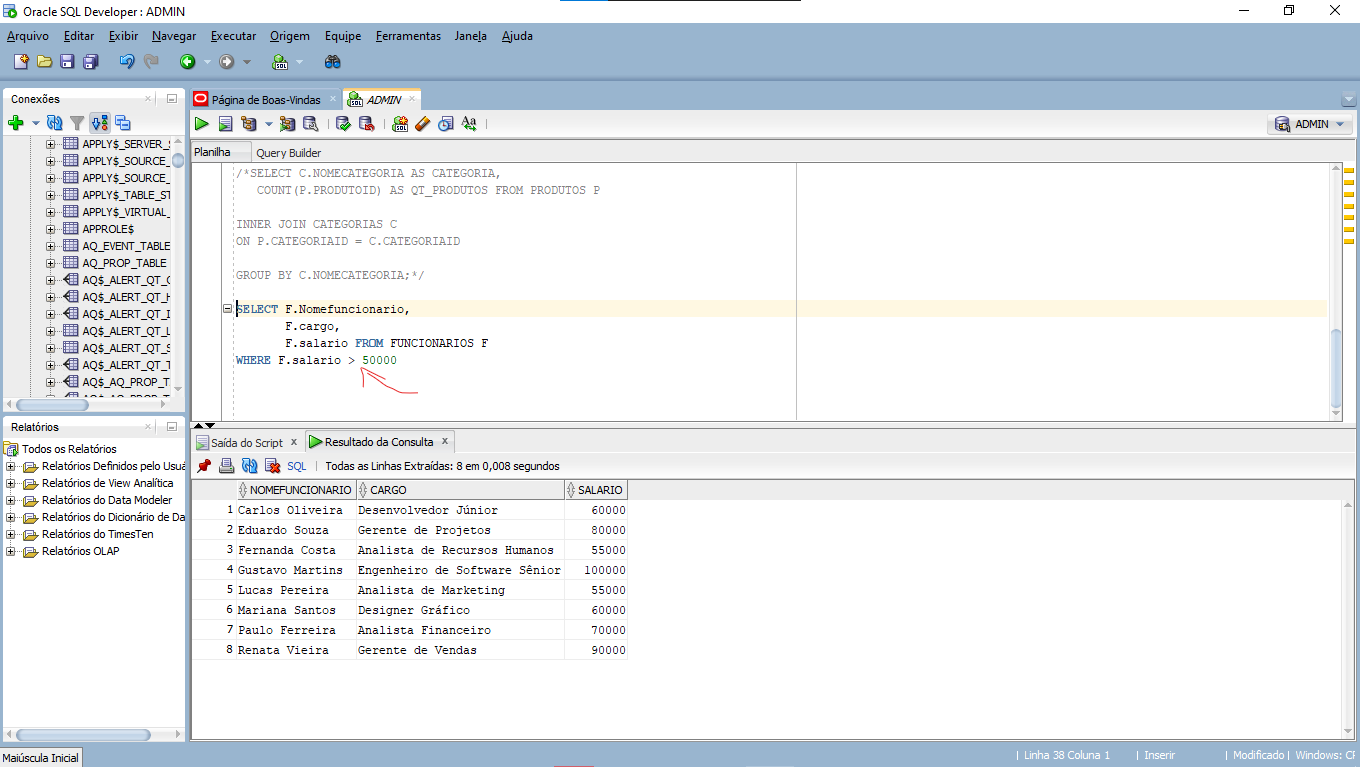 Oracle SQL Developer : ADMIN
Arquivo Editar Exibir Navegar Executar Origem Equipe Ferramentas Janela Ajuda
Conexões
Página de Boas-Vindas
ADMIN
ADMIN
Planilha
Query Builder
APPLY$_SERVER_
APPLY$_SOURCE_
APPLY$_SOURCE_
APPLY$_TABLE_ST
APPLY$_VIRTUAL_
APPROLE$
AQ_EVENT_TABLE
AQ_PROP_TABLE
AQ$_ALERT_QT_
AQ$_ALERT_QT_
AQ$_ALERT_QT_
AQ$_ALERT_QT_L
AQ$_ALERT_QT_S
AQ$_ALERT_QT_T
AQ$_AQ_PROP_T
/*SELECT C.NOMECATEGORIA AS CATEGORIA,
COUNT(P.PRODUTOID) AS QT_PRODUTOS FROM PRODUTOS P
INNER JOIN CATEGORIAS C
ON P.CATEGORIAID = C.CATEGORIAID
GROUP BY C.NOMECATEGORIA;*/
SELECT F.Nomefuncionario,
F.cargo,
F.salario FROM FUNCIONARIOS F
WHERE F.salario > 50000
Relatórios
Todos os Relatórios
Relatórios Definidos pelo Usuá
Relatórios de View Analítica
Relatórios do Data Modeler
Relatórios do Dicionário de Da
Relatórios do TimesTen
Relatórios OLAP
Saída do Script x
Resultado da Consulta x
SQL | Todas as Linhas Extraídas: 8 em 0,008 segundos
NOMEFUNCIONARIO CARGO SALARIO
1 Carlos Oliveira Desenvolvedor Júnior 60000
2 Eduardo Souza Gerente de Projetos 80000
3 Fernanda Costa Analista de Recursos Humanos 55000
4 Gustavo Martins Engenheiro de Software Sênior 100000
5 Lucas Pereira Analista de Marketing 55000
6 Mariana Santos Designer Gráfico 60000
7 Paulo Ferreira Analista Financeiro 70000
8 Renata Vieira Gerente de Vendas 90000
Maiúscula Inicial
| Linha 38 Coluna 1 | Inserir | Modificado | Windows: CF